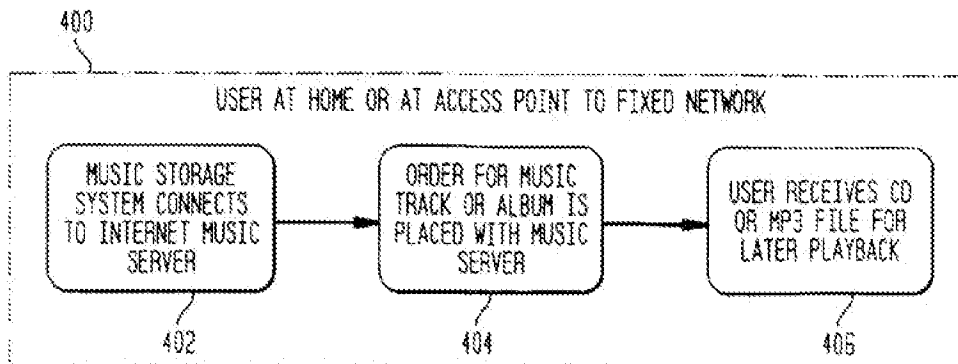 400
USER AT HOME OR AT ACCESS POINT TO FIXED NETWORK
MUSIC STORAGE
SYSTEM CONNECTS
TO INTERNET MUSIC
SERVER
ORDER FOR MUSIC
TRACK OR ALBUM IS
PLACED WITH MUSIC
SERVER
USER RECEIVES CD
OR MP3 FILE FOR
LATER PLAYBACK
402
404
406